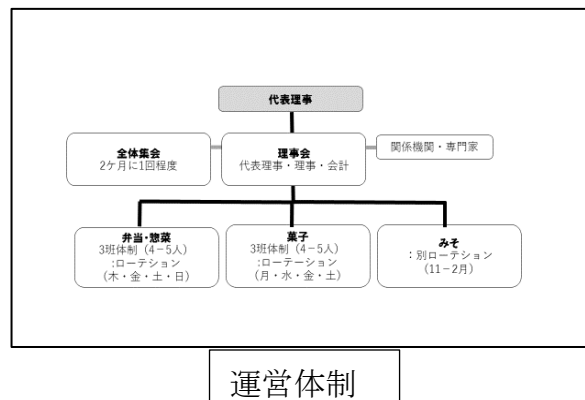 代表理事
全体集会
2ケ月に1回程度
理事会
代表理事・理事・会計
関係機関・専門家
弁当・惣菜
3班体制（4－5人）
：ローテション
（木・金・土・日）
菓子
3班体制（4－5人）
：ローテーション
（月・水・金・土）
みそ
：別ローテション
（11－2月）
運営体制